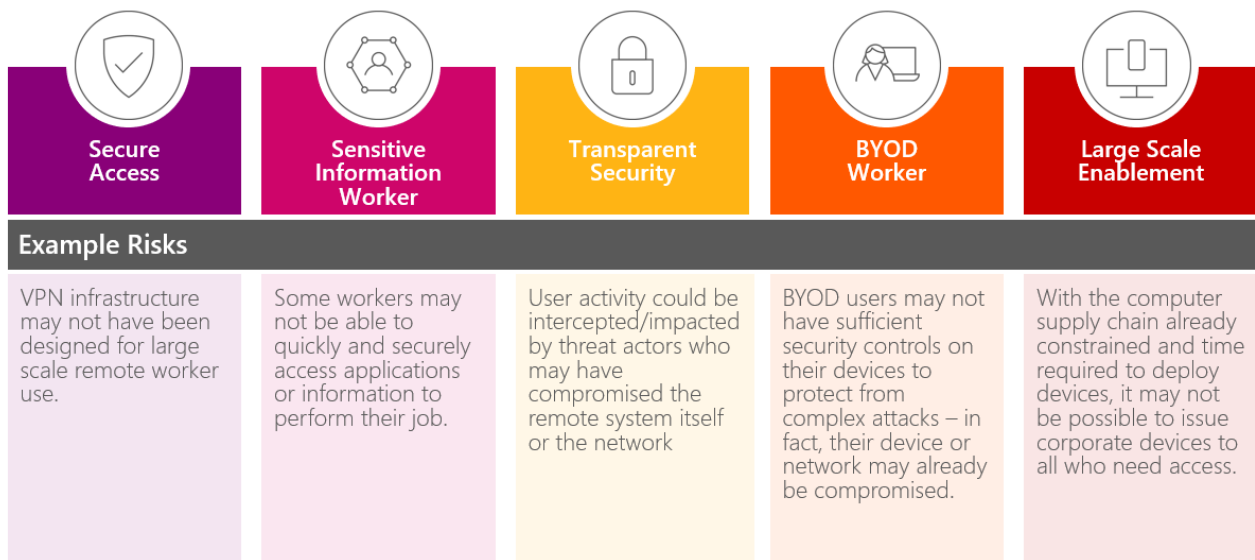 Secure
Access
Sensitive
Information
Worker
Transparent
Security
BYOD
Worker
Large Scale
Enablement
Example Risks
VPN infrastructure
may not have been
designed for large
scale remote worker
use.
Some workers may
not be able to
quickly and securely
access applications
or information to
perform their job.
User activity could be
intercepted/impacted
by threat actors who
may have
compromised the
remote system itself
or the network
BYOD users may not
have sufficient
security controls on
their devices to
protect from
complex attacks – in
fact, their device or
network may already
be compromised.
With the computer
supply chain already
constrained and time
required to deploy
devices, it may not
be possible to issue
corporate devices to
all who need access.